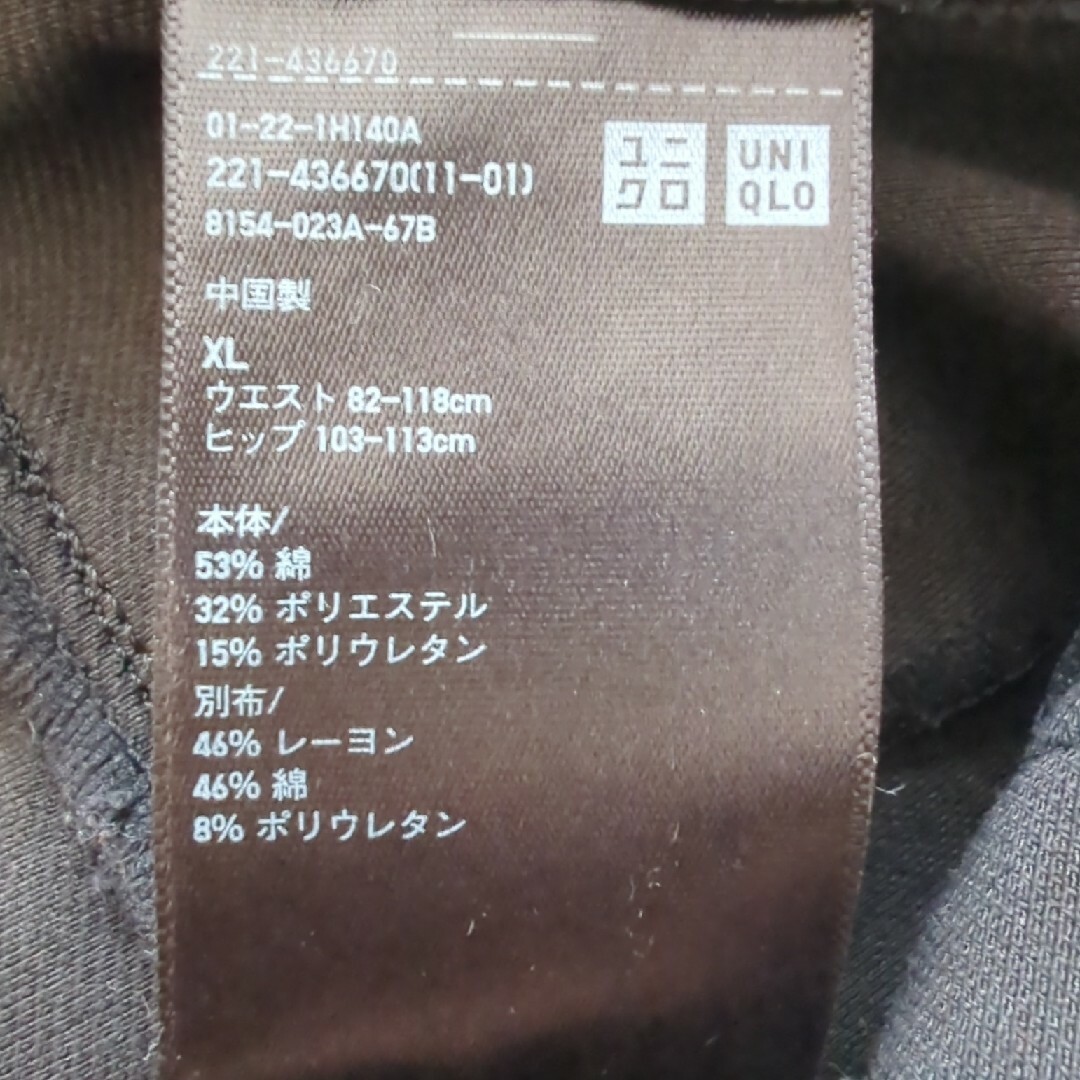 221-436670
01-22-1H140A
221-436670(11-01)
8154-023A-67B
ユニ
クロ
UNI
QLO
中国製
XL
ウエスト 82-118cm
ヒップ 103-113cm
本体/
53% 綿
32% ポリエステル
15% ポリウレタン
別布/
46% レーヨン
46% 綿
8% ポリウレタン